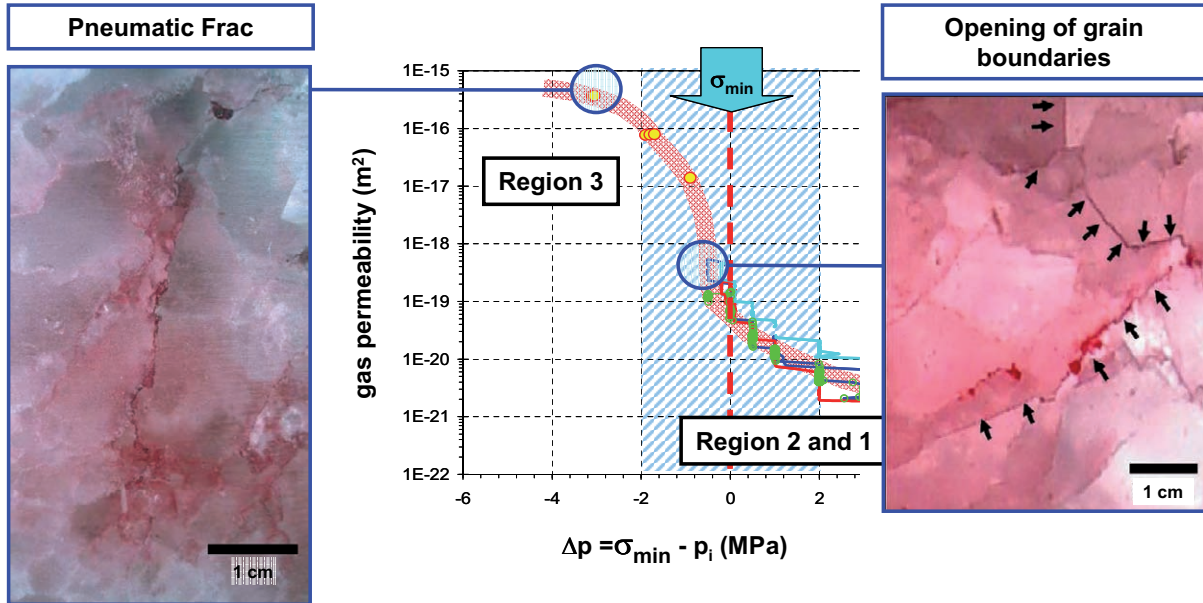 Pneumatic Frac
1 cm
1E-15
1E-16
1E-17
1E-18
1E-19
1E-20
1E-21
1E-22
gas permeability (m²)
-6
-4
-2
0
2
Δp =σmin - pi (MPa)
σmin
Region 3
Region 2 and 1
Opening of grain
boundaries
1 cm